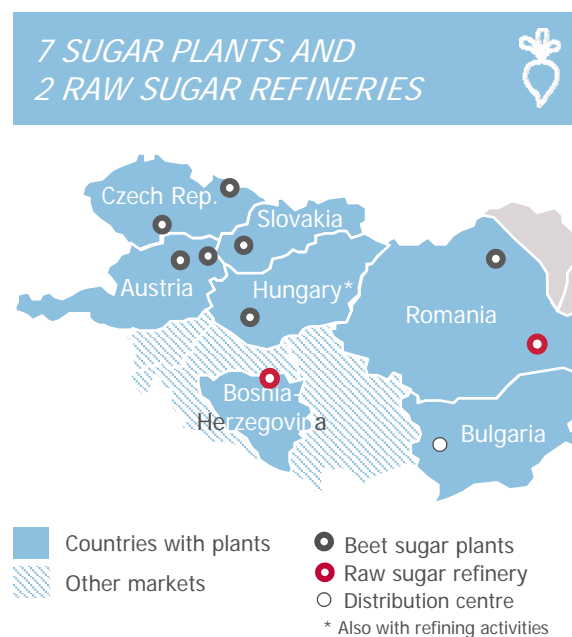 7 SUGAR PLANTS AND
2 RAW SUGAR REFINERIES
Czech Rep.
Slovakia
Austria
Hungary*
Romania
Bosnia-
Herzegovina
Bulgaria
Countries with plants
Other markets
Beet sugar plants
Raw sugar refinery
Distribution centre
* Also with refining activities